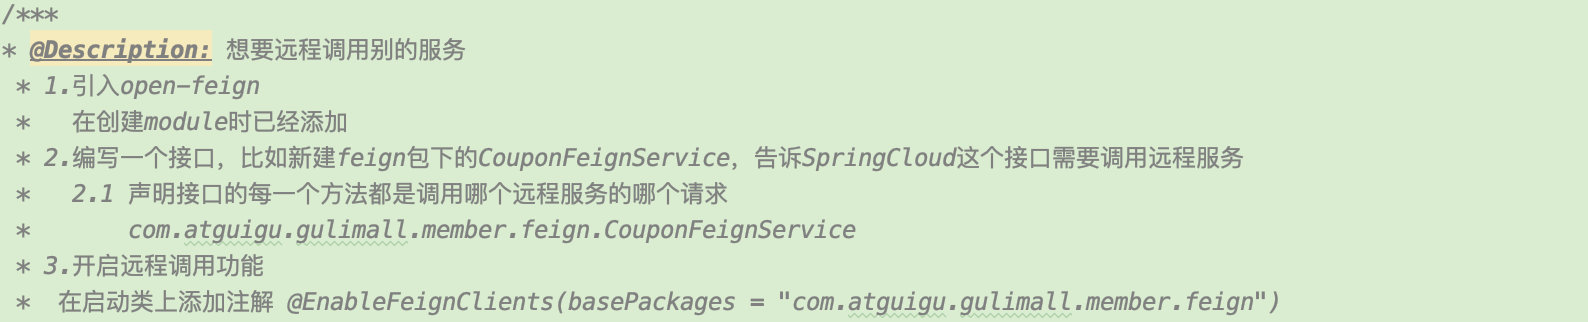 /***
* @Description: 想要远程调用别的服务
* 1.引入open-feign
* 在创建module时已经添加
* 2.编写一个接口，比如新建feign包下的CouponFeignService，告诉SpringCloud这个接口需要调用远程服务
* 2.1 声明接口的每一个方法都是调用哪个远程服务的哪个请求
* com.atguigu.gulimall.member.feign.CouponFeignService
* 3.开启远程调用功能
* 在启动类上添加注解 @EnableFeignClients(basePackages = "com.atguigu.gulimall.member.feign")